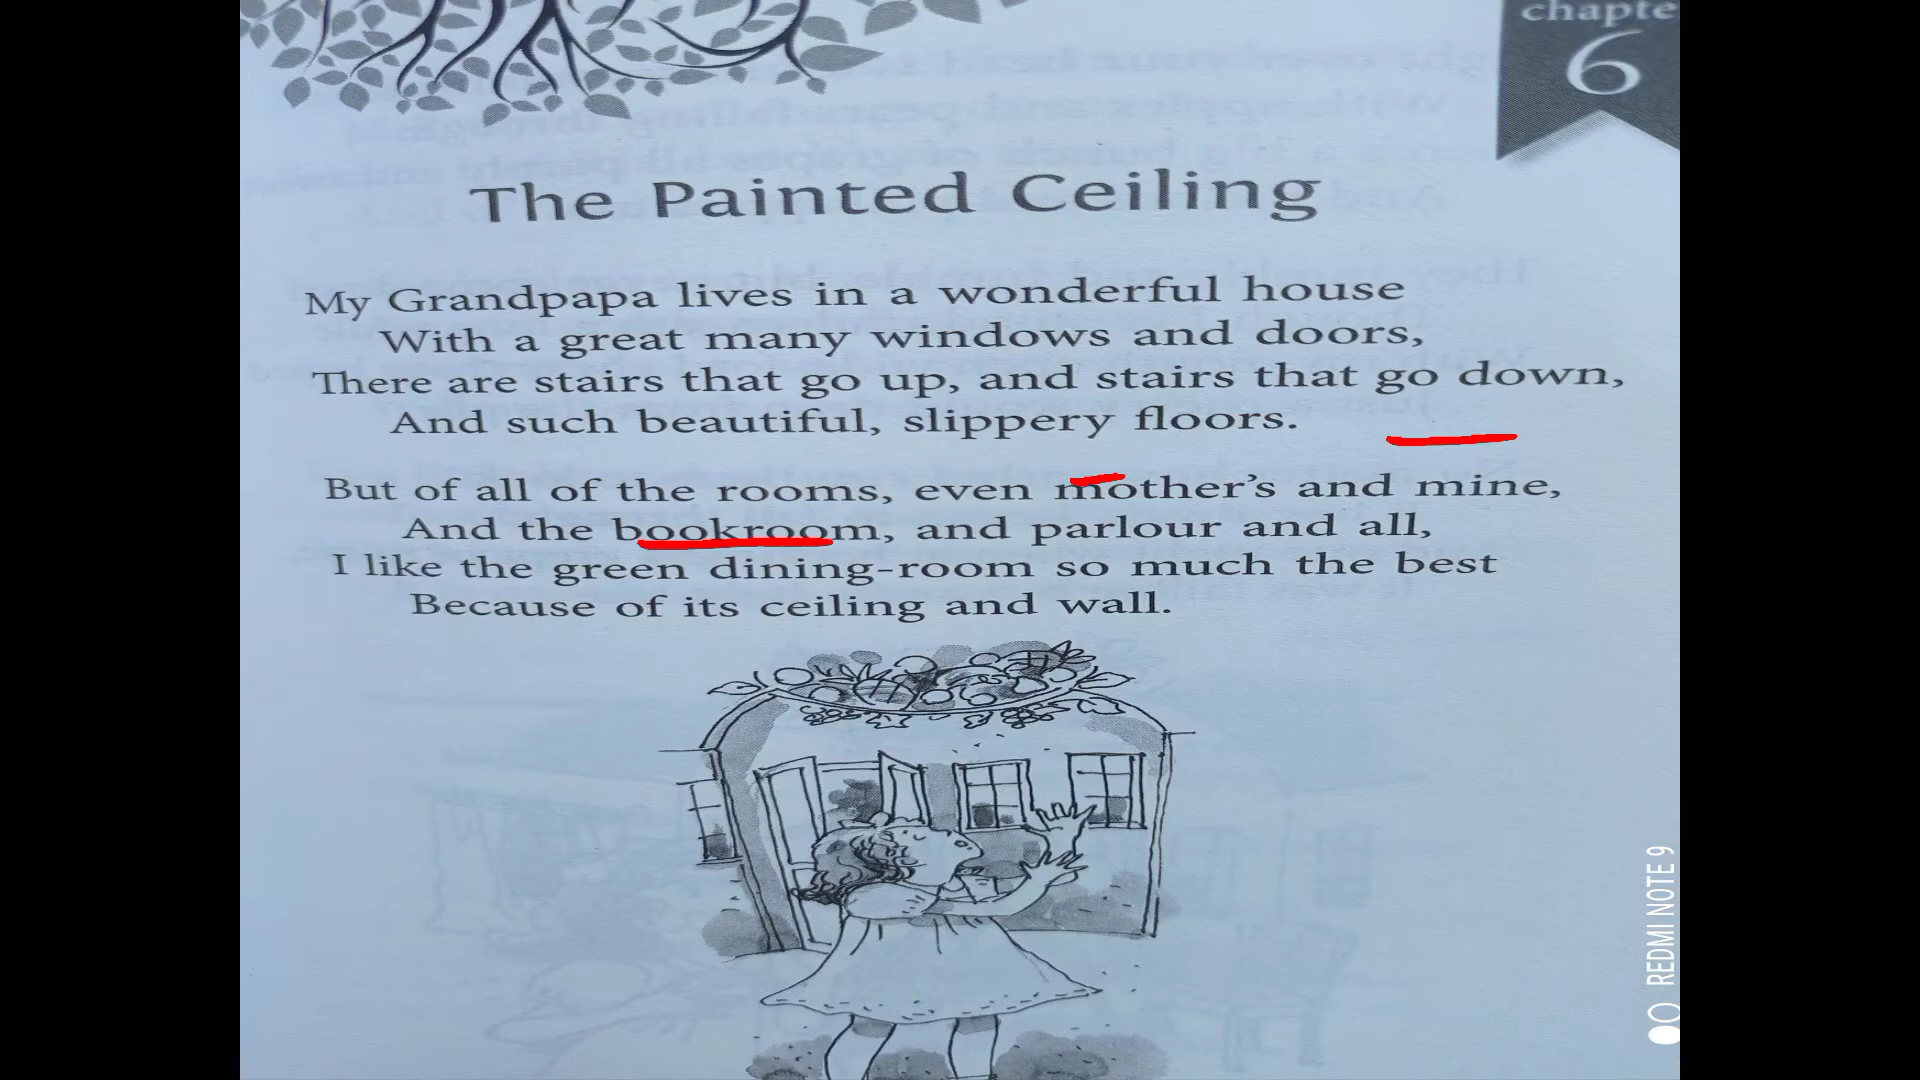 chapte
6
The Painted Ceiling
My Grandpapa lives in a wonderful house
With a great many windows and doors,
There are stairs that go up, and stairs that go down,
And such beautiful, slippery floors.
But of all of the rooms, even mother's and mine,
And the bookroom, and parlour and all,
I like the green dining-room so much the best
Because of its ceiling and wall.
REDMI NOTE 9